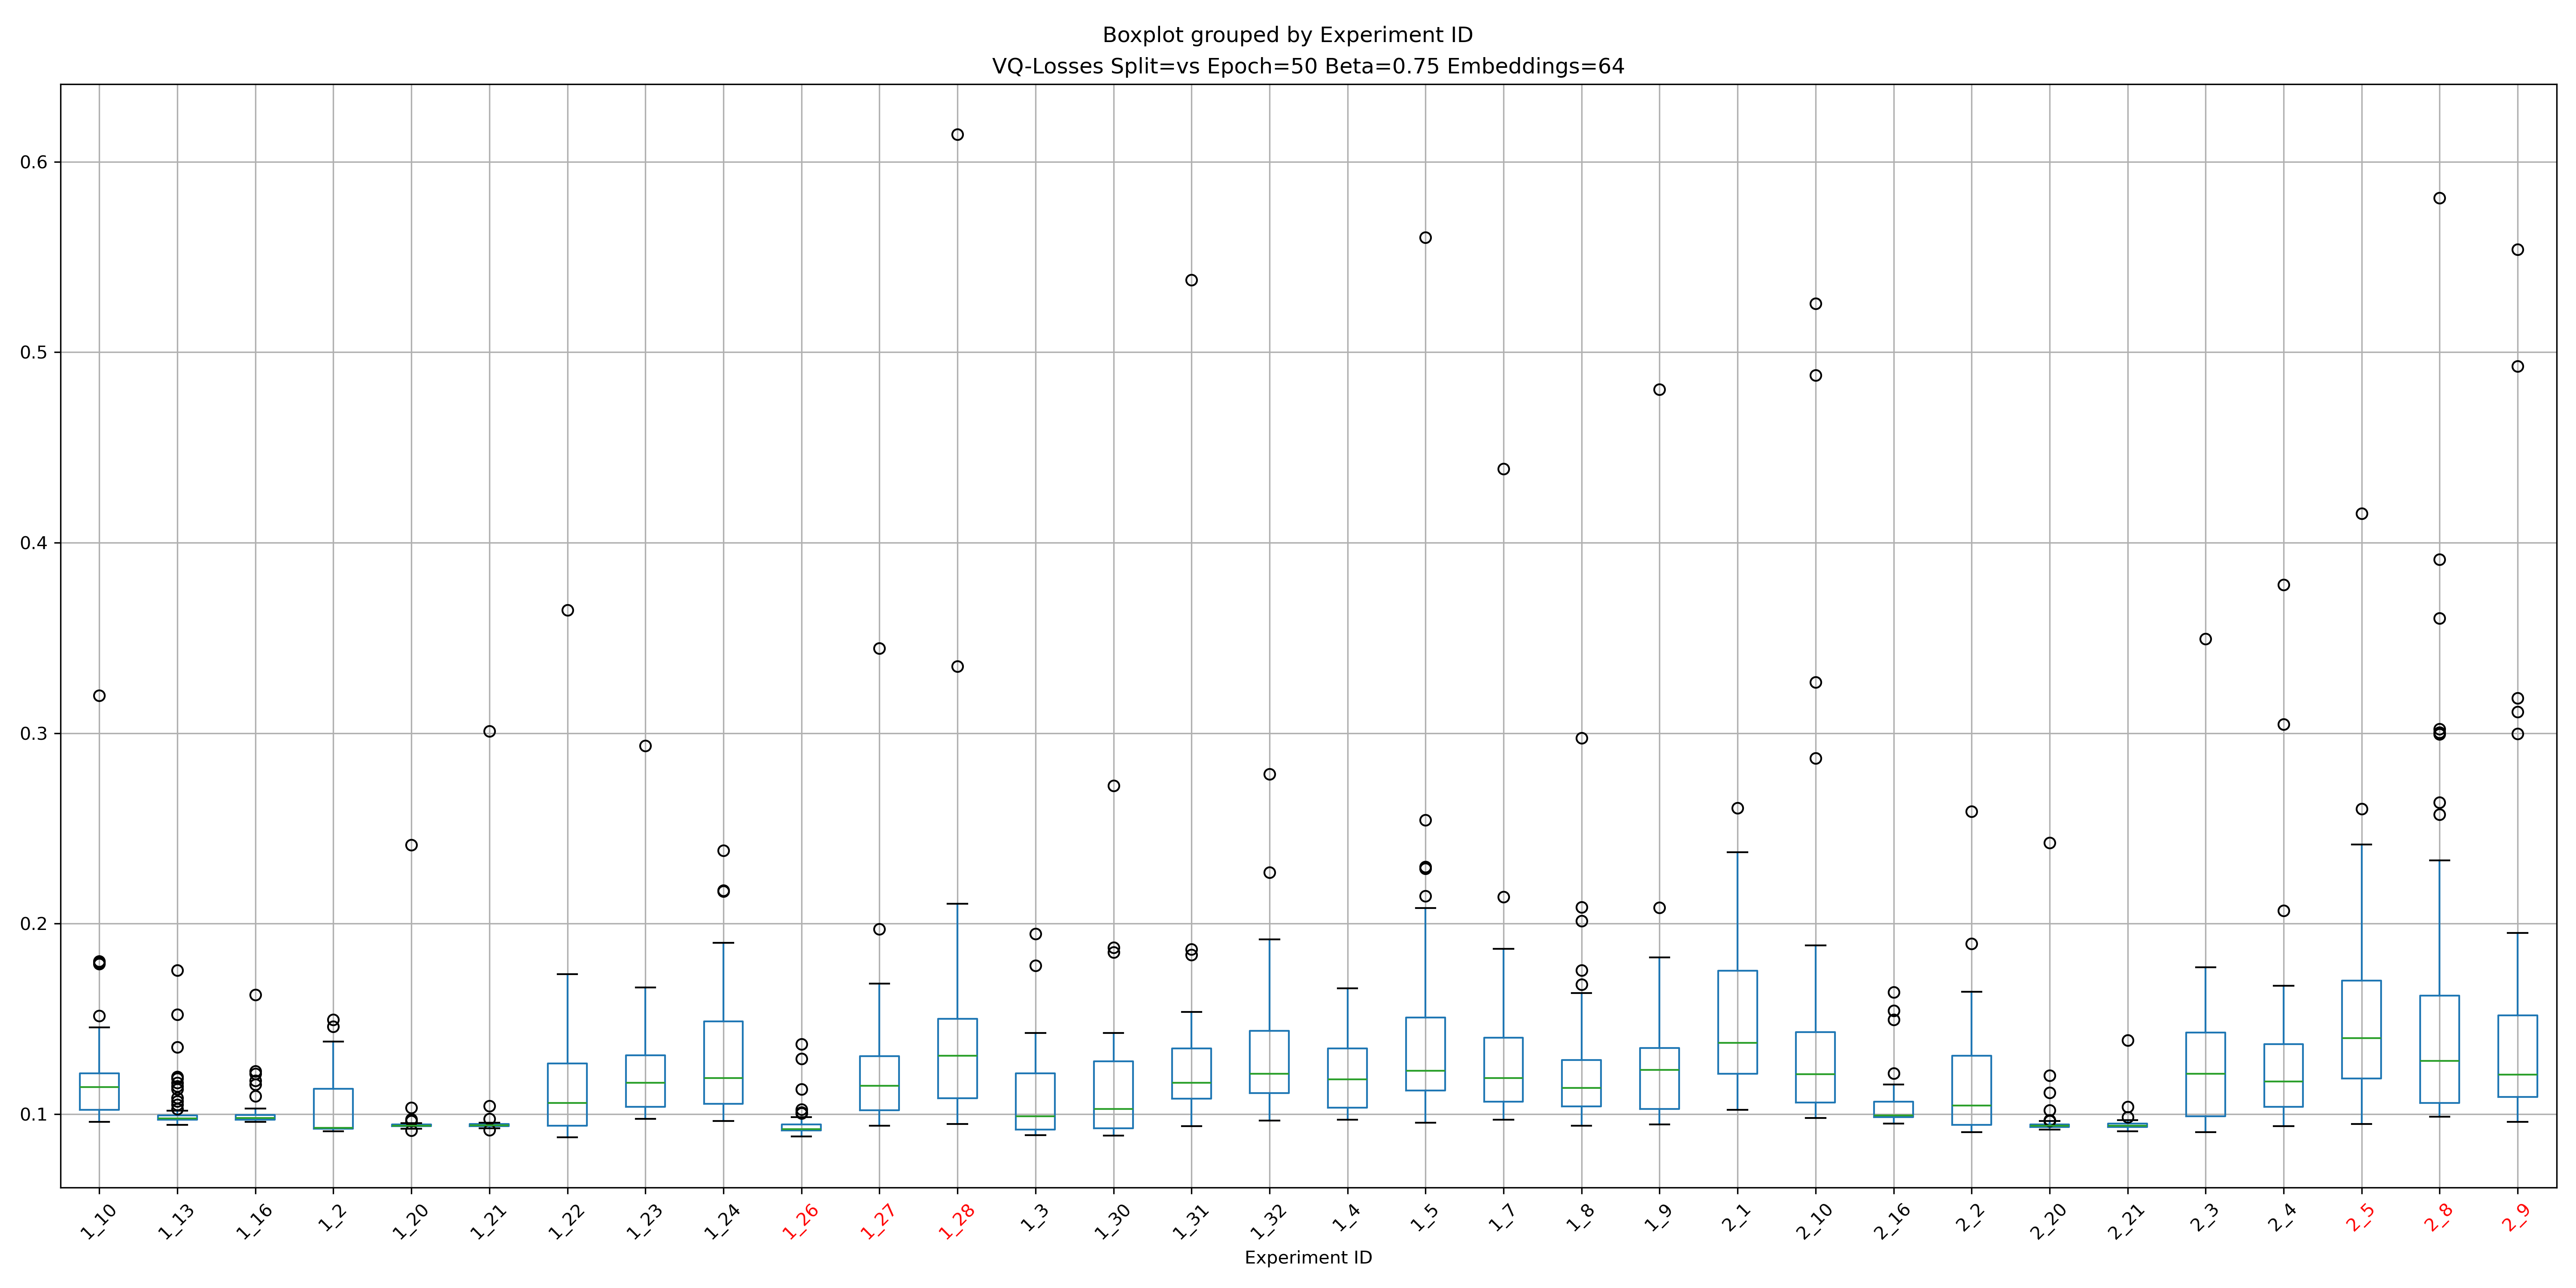 Boxplot grouped by Experiment ID
VQ-Losses Split=vs Epoch=50 Beta=0.75 Embeddings=64
0.6
0.5
0.4
0.3
0.2
0.1
1_10 1_13 1_16 1_2 1_20 1_21 1_22 1_23 1_24 1_26 1_27 1_28 1_3 1_30 1_31 1_32 1_4 1_5 1_7 1_8 1_9 2_1 2_10 2_16 2_2 2_20 2_21 2_3 2_4 2_5 2_8 2_9
Experiment ID